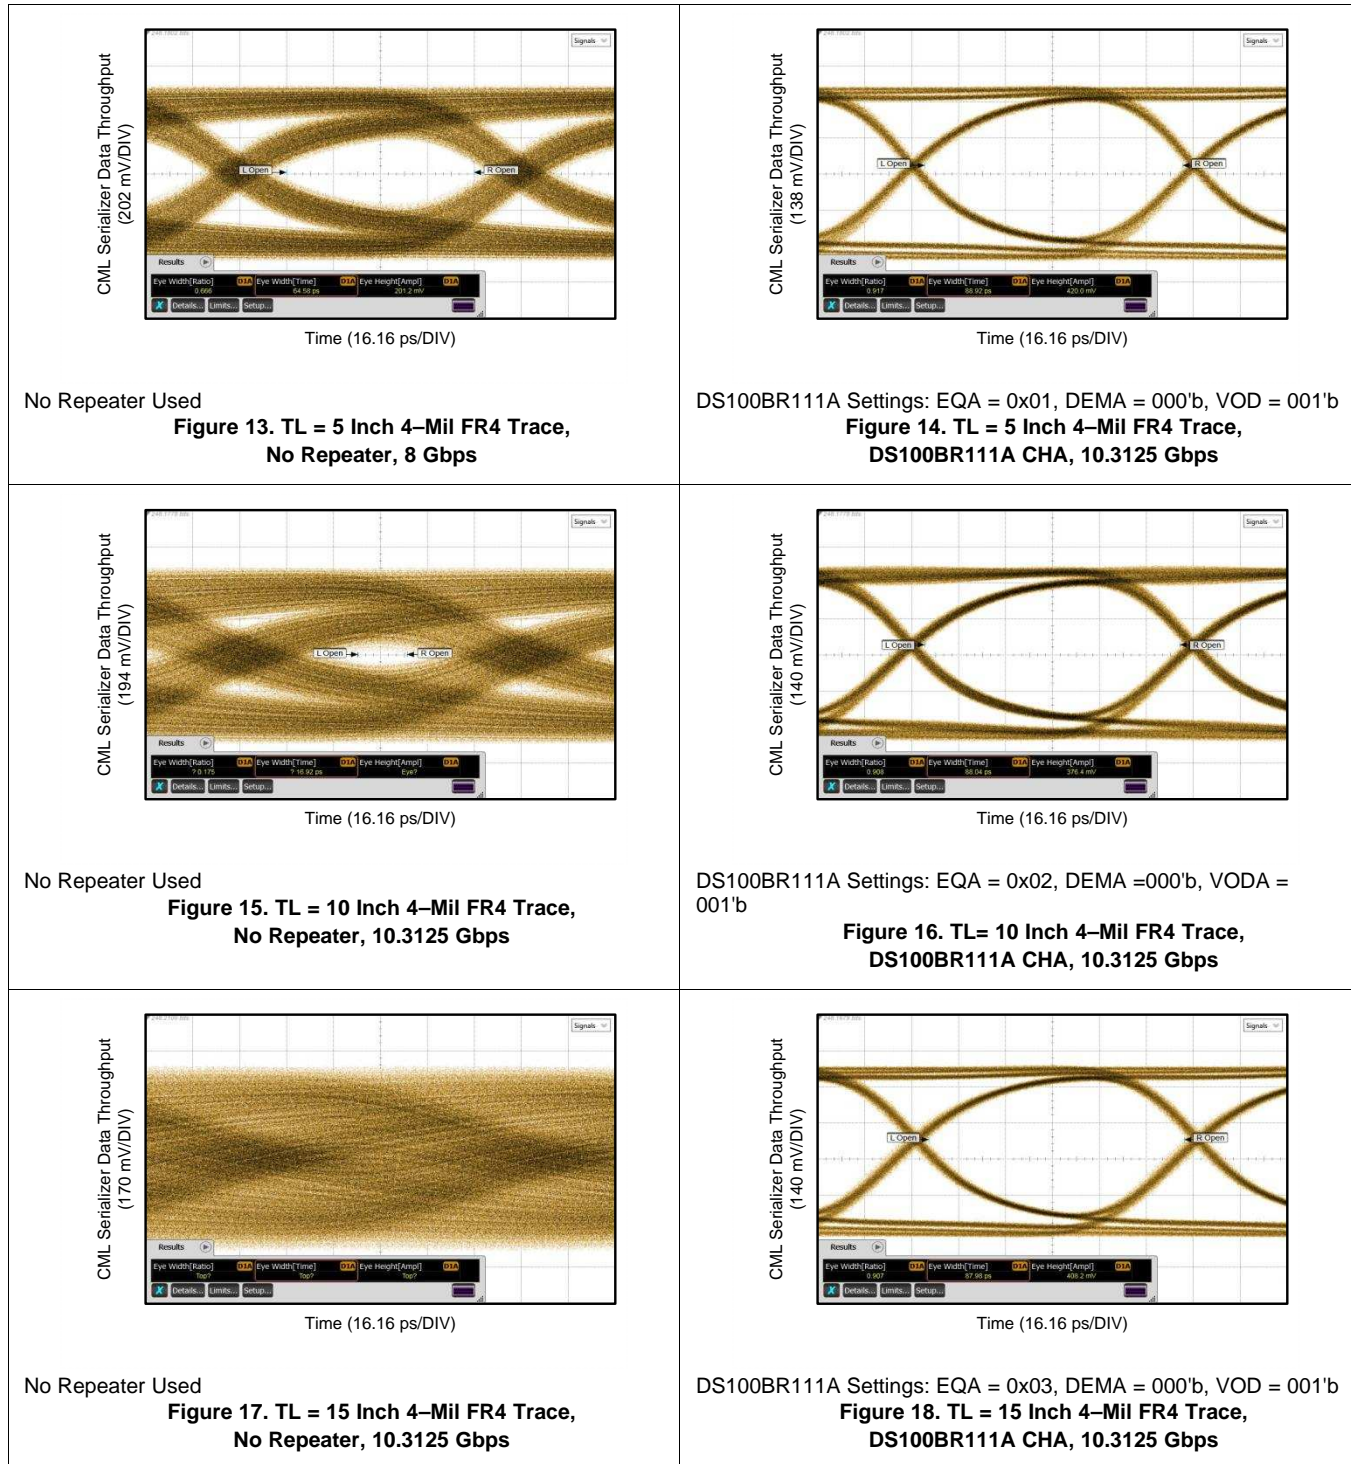 CML Serializer Data Throughput
(202 mV/DIV)
Signals
L Open
R Open
Results
Eye Width[Ratio] D1A Eye Width[Time] D1A Eye Height[Ampl]
0.666 64.58 ps 201.2 mV
X Details... Limits... Setup...
Time (16.16 ps/DIV)
No Repeater Used
Figure 13. TL = 5 Inch 4–Mil FR4 Trace,
No Repeater, 8 Gbps
CML Serializer Data Throughput
(138 mV/DIV)
Signals
L Open
R Open
Results
Eye Width[Ratio] D1A Eye Width[Time] D1A Eye Height[Ampl]
0.917 88.92 ps 420.0 mV
X Details... Limits... Setup...
Time (16.16 ps/DIV)
DS100BR111A Settings: EQA = 0x01, DEMA = 000'b, VOD = 001'b
Figure 14. TL = 5 Inch 4–Mil FR4 Trace,
DS100BR111A CHA, 10.3125 Gbps
CML Serializer Data Throughput
(194 mV/DIV)
Signals
L Open
R Open
Results
Eye Width[Ratio] D1A Eye Width[Time] D1A Eye Height[Ampl]
? 0.175 ? 16.92 ps Eye?
X Details... Limits... Setup...
Time (16.16 ps/DIV)
No Repeater Used
Figure 15. TL = 10 Inch 4–Mil FR4 Trace,
No Repeater, 10.3125 Gbps
CML Serializer Data Throughput
(140 mV/DIV)
Signals
L Open
R Open
Results
Eye Width[Ratio] D1A Eye Width[Time] D1A Eye Height[Ampl]
0.908 88.04 ps 376.4 mV
X Details... Limits... Setup...
Time (16.16 ps/DIV)
DS100BR111A Settings: EQA = 0x02, DEMA =000'b, VODA =
001'b
Figure 16. TL= 10 Inch 4–Mil FR4 Trace,
DS100BR111A CHA, 10.3125 Gbps
CML Serializer Data Throughput
(170 mV/DIV)
Signals
Results
Eye Width[Ratio] D1A Eye Width[Time] D1A Eye Height[Ampl]
Top? Top? Top?
X Details... Limits... Setup...
Time (16.16 ps/DIV)
No Repeater Used
Figure 17. TL = 15 Inch 4–Mil FR4 Trace,
No Repeater, 10.3125 Gbps
CML Serializer Data Throughput
(140 mV/DIV)
Signals
L Open
R Open
Results
Eye Width[Ratio] D1A Eye Width[Time] D1A Eye Height[Ampl]
0.907 87.98 ps 408.2 mV
X Details... Limits... Setup...
Time (16.16 ps/DIV)
DS100BR111A Settings: EQA = 0x03, DEMA = 000'b, VOD = 001'b
Figure 18. TL = 15 Inch 4–Mil FR4 Trace,
DS100BR111A CHA, 10.3125 Gbps